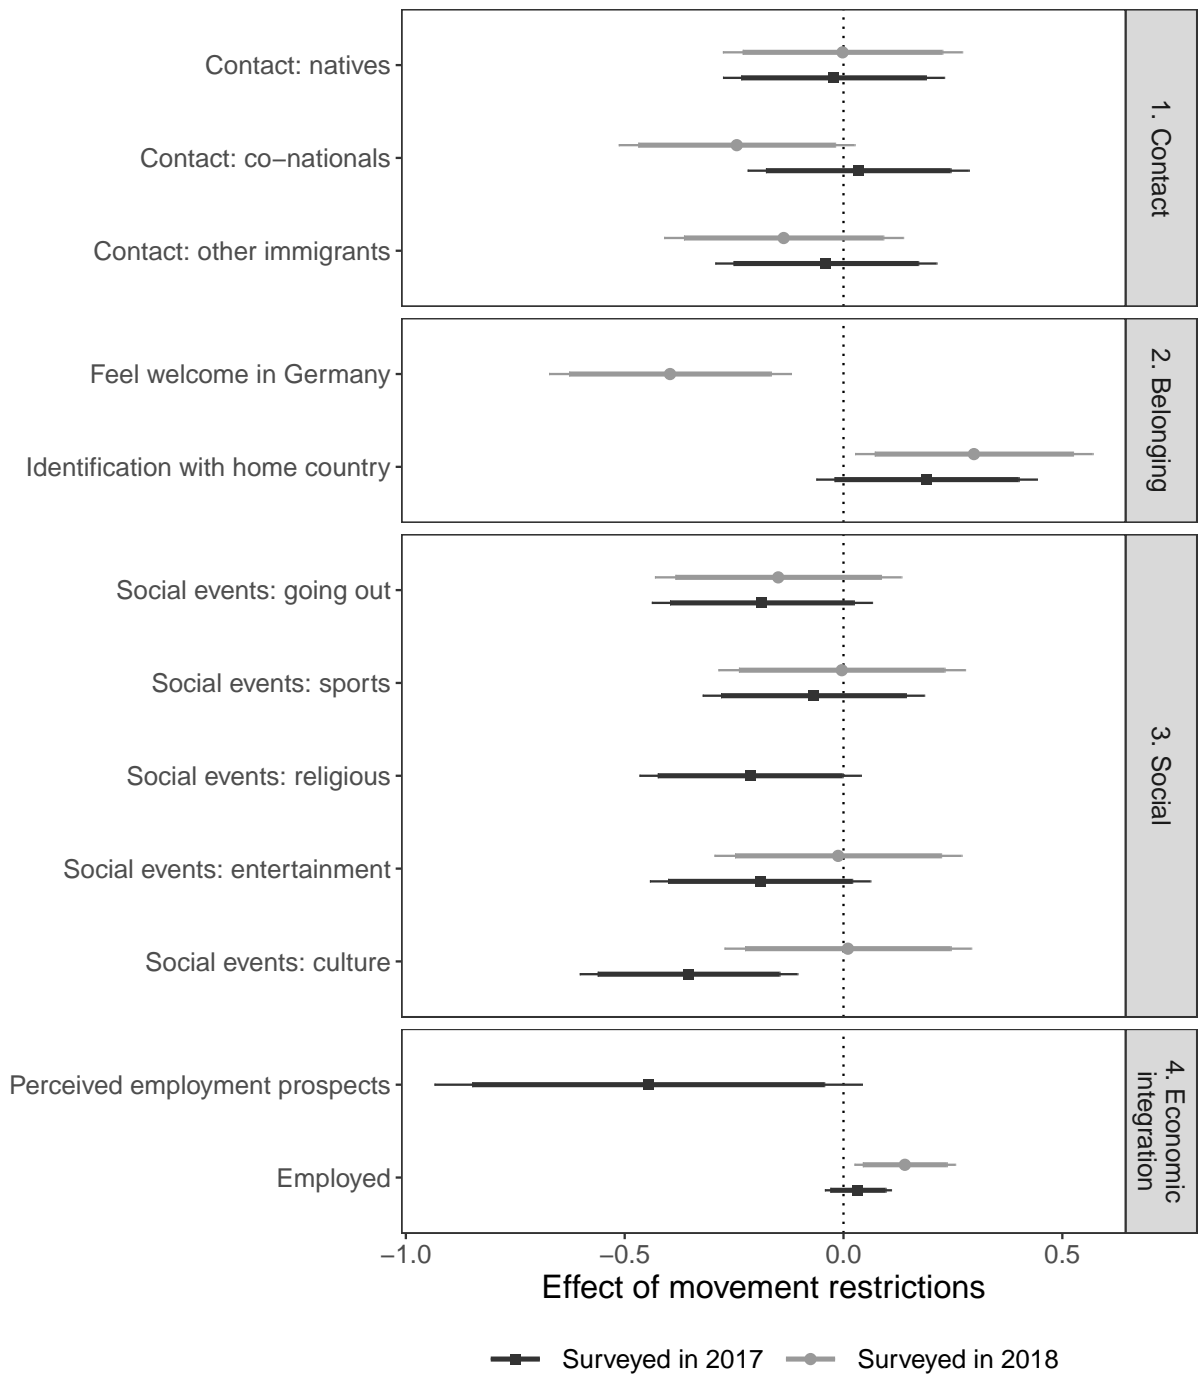 Contact: natives
Contact: co−nationals
Contact: other immigrants
1. Contact
Feel welcome in Germany
Identification with home country
2. Belonging
Social events: going out
Social events: sports
Social events: religious
Social events: entertainment
Social events: culture
3. Social
Perceived employment prospects
Employed
4. Economic
integration
−1.0 −0.5 0.0 0.5
Effect of movement restrictions
Surveyed in 2017 Surveyed in 2018